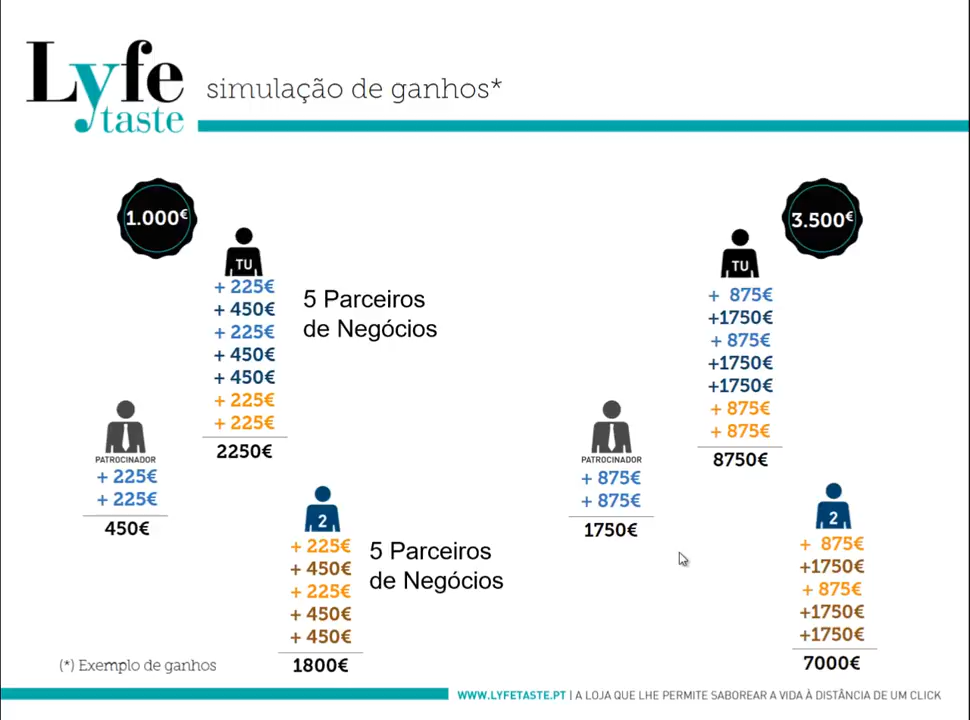 Lyfe
taste
simulação de ganhos*
1.000€
TU
+ 225€
+ 450€
+ 225€
+ 450€
+ 450€
+ 225€
+ 225€
2250€
5 Parceiros
de Negócios
PATROCINADOR
+ 225€
+ 225€
450€
2
+ 225€
+ 450€
+ 225€
+ 450€
+ 450€
1800€
5 Parceiros
de Negócios
3.500€
TU
+ 875€
+1750€
+ 875€
+1750€
+1750€
+ 875€
+ 875€
8750€
PATROCINADOR
+ 875€
+ 875€
1750€
2
+ 875€
+1750€
+ 875€
+1750€
+1750€
7000€
(*) Exemplo de ganhos
WWW.LYFETASTE.PT | A LOJA QUE LHE PERMITE SABOREAR A VIDA À DISTÂNCIA DE UM CLICK